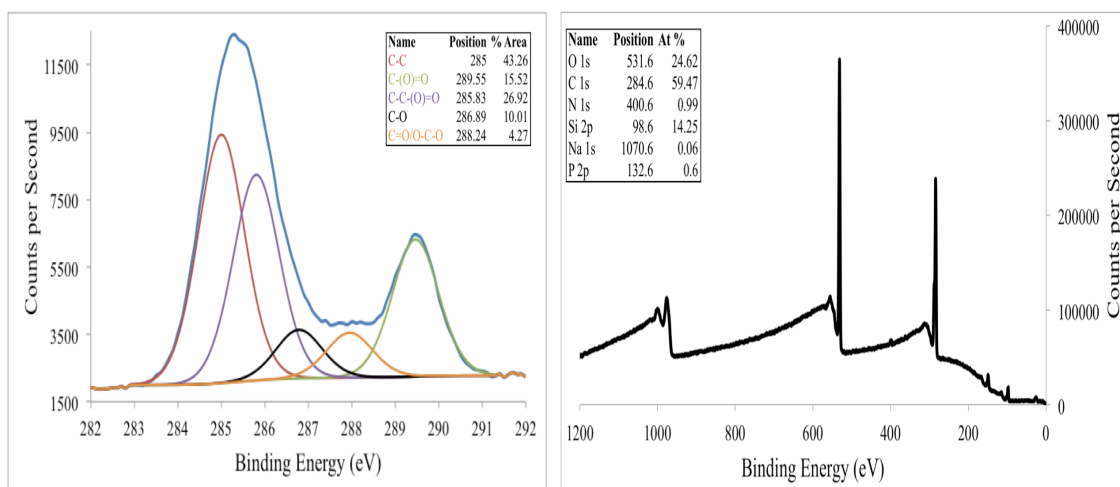 Name Position % Area
C-C 285 43.26
C-(O)=O 289.55 15.52
C-C-(O)=O 285.83 26.92
C-O 286.89 10.01
C=O/O-C-O 288.24 4.27
11500
9500
7500
5500
3500
1500
Counts per Second
282 283 284 285 286 287 288 289 290 291 292
Binding Energy (eV)
Name Position At %
O 1s 531.6 24.62
C 1s 284.6 59.47
N 1s 400.6 0.99
Si 2p 98.6 14.25
Na 1s 1070.6 0.06
P 2p 132.6 0.6
400000
300000
200000
100000
0
Counts per Second
1200 1000 800 600 400 200 0
Binding Energy (eV)